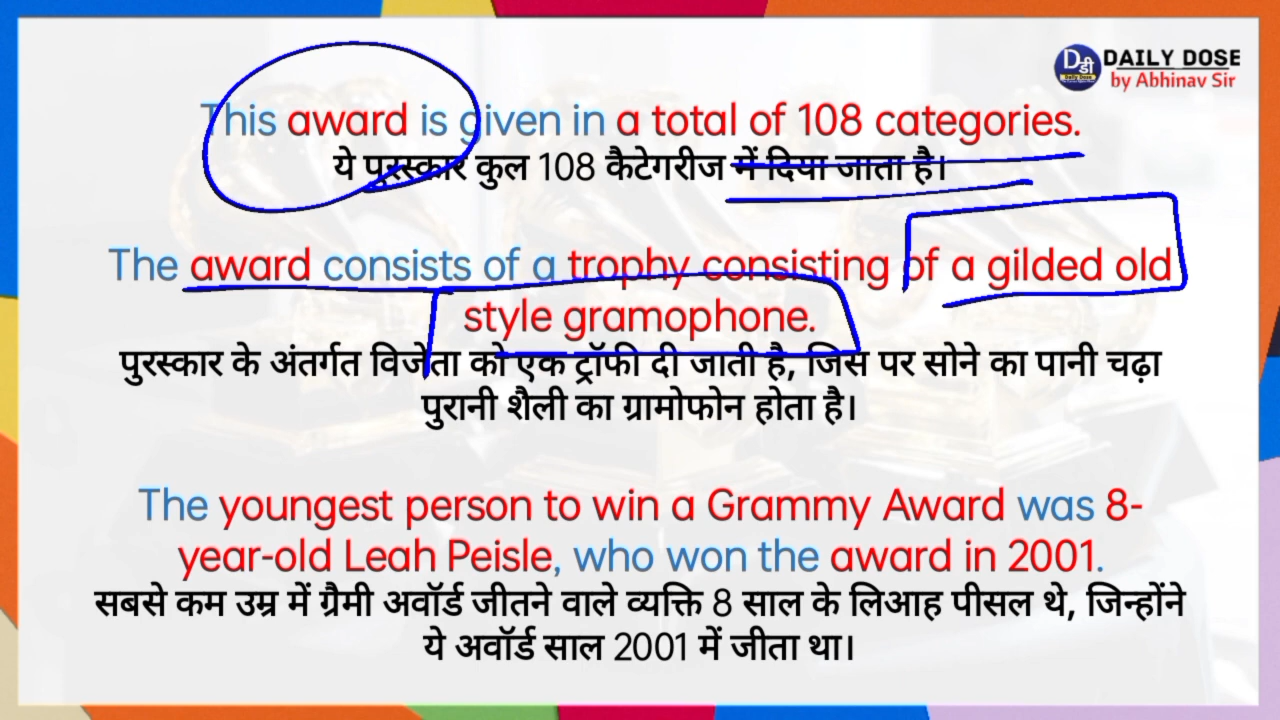 DAILY DOSE
by Abhinav Sir
This award is given in a total of 108 categories.
ये पुरस्कार कुल 108 कैटेगरीज में दिया जाता है।
The award consists of a trophy consisting of a gilded old
style gramophone.
पुरस्कार के अंतर्गत विजेता को एक ट्रॉफी दी जाती है, जिस पर सोने का पानी चढ़ा
पुरानी शैली का ग्रामोफोन होता है।
The youngest person to win a Grammy Award was 8-
year-old Leah Peisle, who won the award in 2001.
सबसे कम उम्र में ग्रैमी अवॉर्ड जीतने वाले व्यक्ति 8 साल के लिआह पीसल थे, जिन्होंने
ये अवॉर्ड साल 2001 में जीता था।